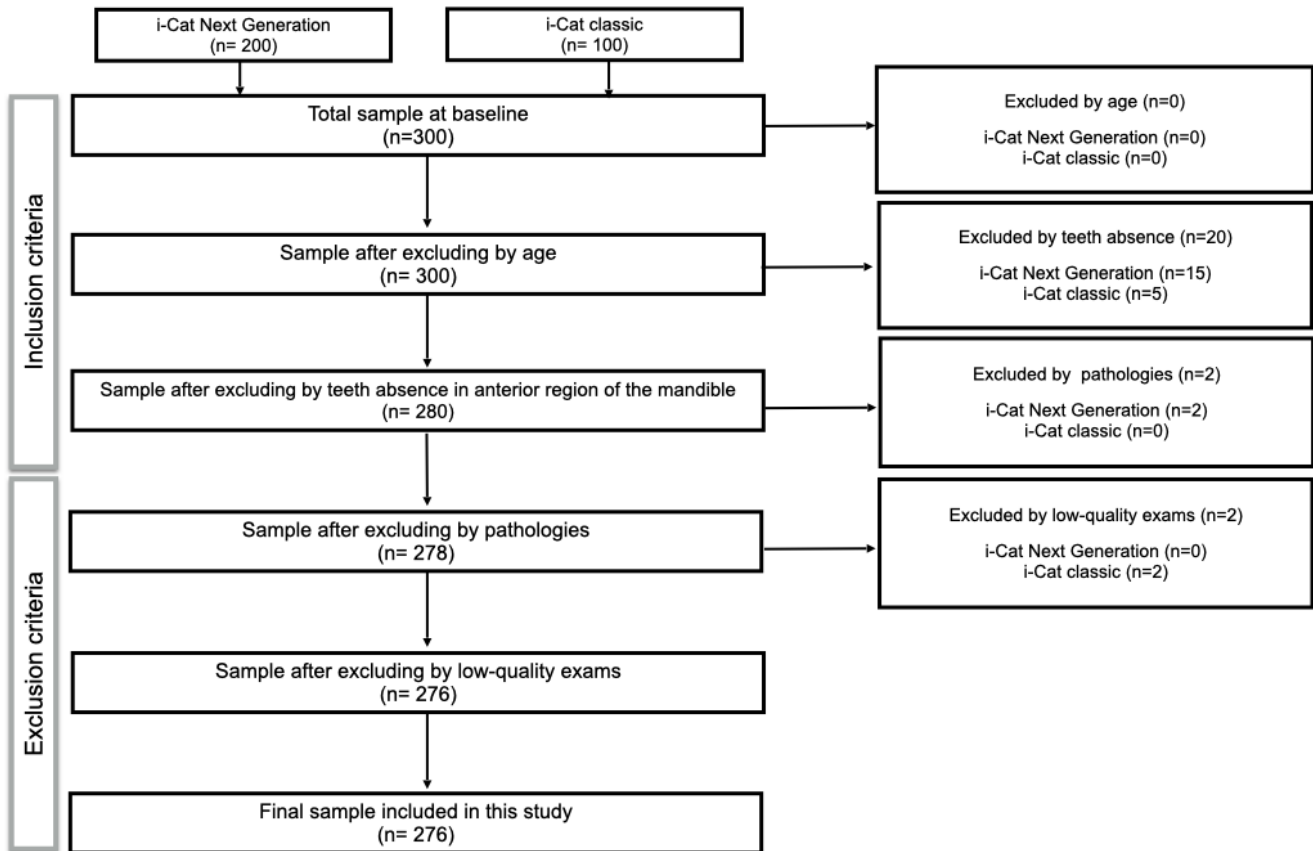 i-Cat Next Generation
(n= 200)
i-Cat classic
(n= 100)
Inclusion criteria
Total sample at baseline
(n=300)
Excluded by age (n=0)
i-Cat Next Generation (n=0)
i-Cat classic (n=0)
Sample after excluding by age
(n= 300)
Excluded by teeth absence (n=20)
i-Cat Next Generation (n=15)
i-Cat classic (n=5)
Sample after excluding by teeth absence in anterior region of the mandible
(n= 280)
Excluded by pathologies (n=2)
i-Cat Next Generation (n=2)
i-Cat classic (n=0)
Exclusion criteria
Sample after excluding by pathologies
(n= 278)
Excluded by low-quality exams (n=2)
i-Cat Next Generation (n=0)
i-Cat classic (n=2)
Sample after excluding by low-quality exams
(n= 276)
Final sample included in this study
(n= 276)